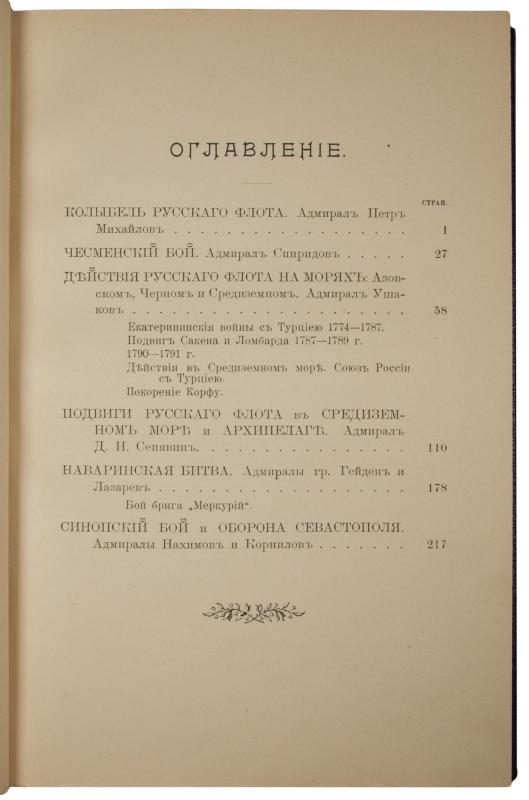 ОГЛАВЛЕНІЕ.
СТРАН.
КОЛЫБЕЛЬ РУССКАГО ФЛОТА. Адмиралъ Петръ
Михайловъ . . . . . . . . . . . . . . . . . . 1
ЧЕСМЕНСКІЙ БОЙ. Адмиралъ Спиридовъ . . . . . 27
ДѢЙСТВІЯ РУССКАГО ФЛОТА НА МОРЯХЪ: Азов-
скомъ, Черномъ и Средиземномъ. Адмиралъ Уша-
ковъ . . . . . . . . . . . . . . . . . . . . . 58
Екатерининскія войны съ Турціею 1774—1787.
Подвигъ Сакена и Ломбарда 1787—1789 г.
1790—1791 г.
Дѣйствія въ Средиземномъ морѣ. Союзъ Россіи
съ Турціею.
Покореніе Корфу.
ПОДВИГИ РУССКАГО ФЛОТА въ СРЕДИЗЕМ-
НОМЪ МОРѢ и АРХИПЕЛАГѢ. Адмиралъ
Д. Н. Сенявинъ. . . . . . . . . . . . . . . . 110
НАВАРИНСКАЯ БИТВА. Адмиралы гр. Гейденъ и
Лазаревъ . . . . . . . . . . . . . . . . . . 178
Бой брига „Меркурій“.
СИНОПСКІЙ БОЙ и ОБОРОНА СЕВАСТОПОЛЯ.
Адмиралы Нахимовъ и Корниловъ . . . . . . . 217